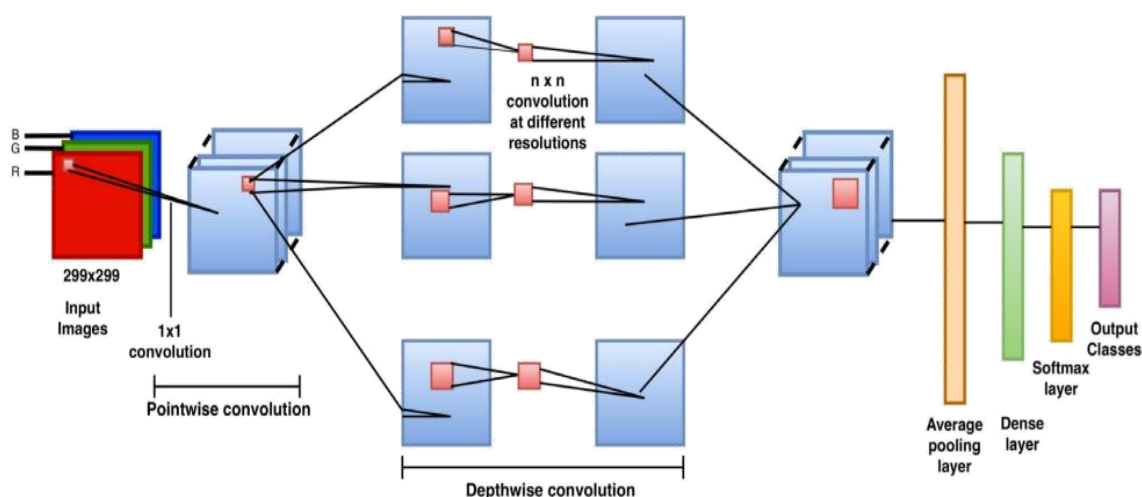 B
G
R
299x299
Input
Images
1x1
convolution
Pointwise convolution
n x n
convolution
at different
resolutions
Depthwise convolution
Average
pooling
layer
Dense
layer
Softmax
layer
Output
Classes